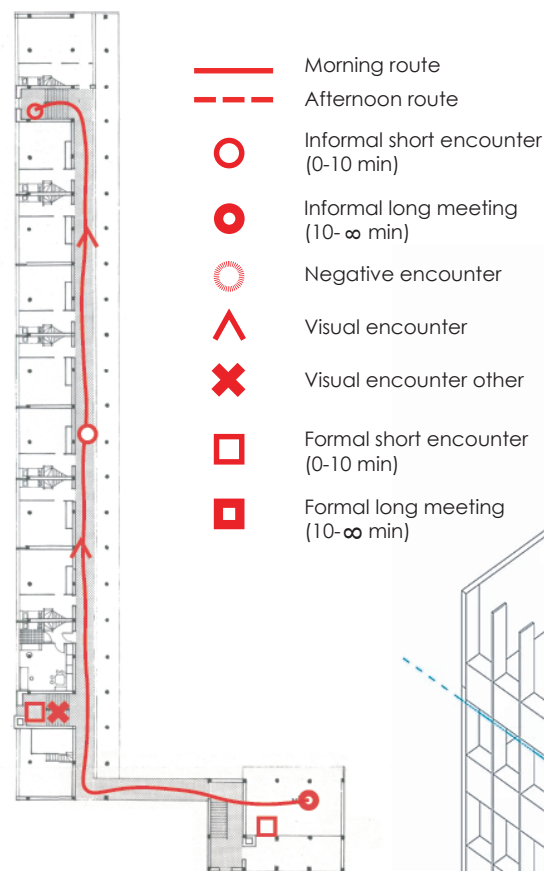 Morning route
Afternoon route
Informal short encounter
(0-10 min)
Informal long meeting
(10- ∞ min)
Negative encounter
Visual encounter
Visual encounter other
Formal short encounter
(0-10 min)
Formal long meeting
(10-∞ min)